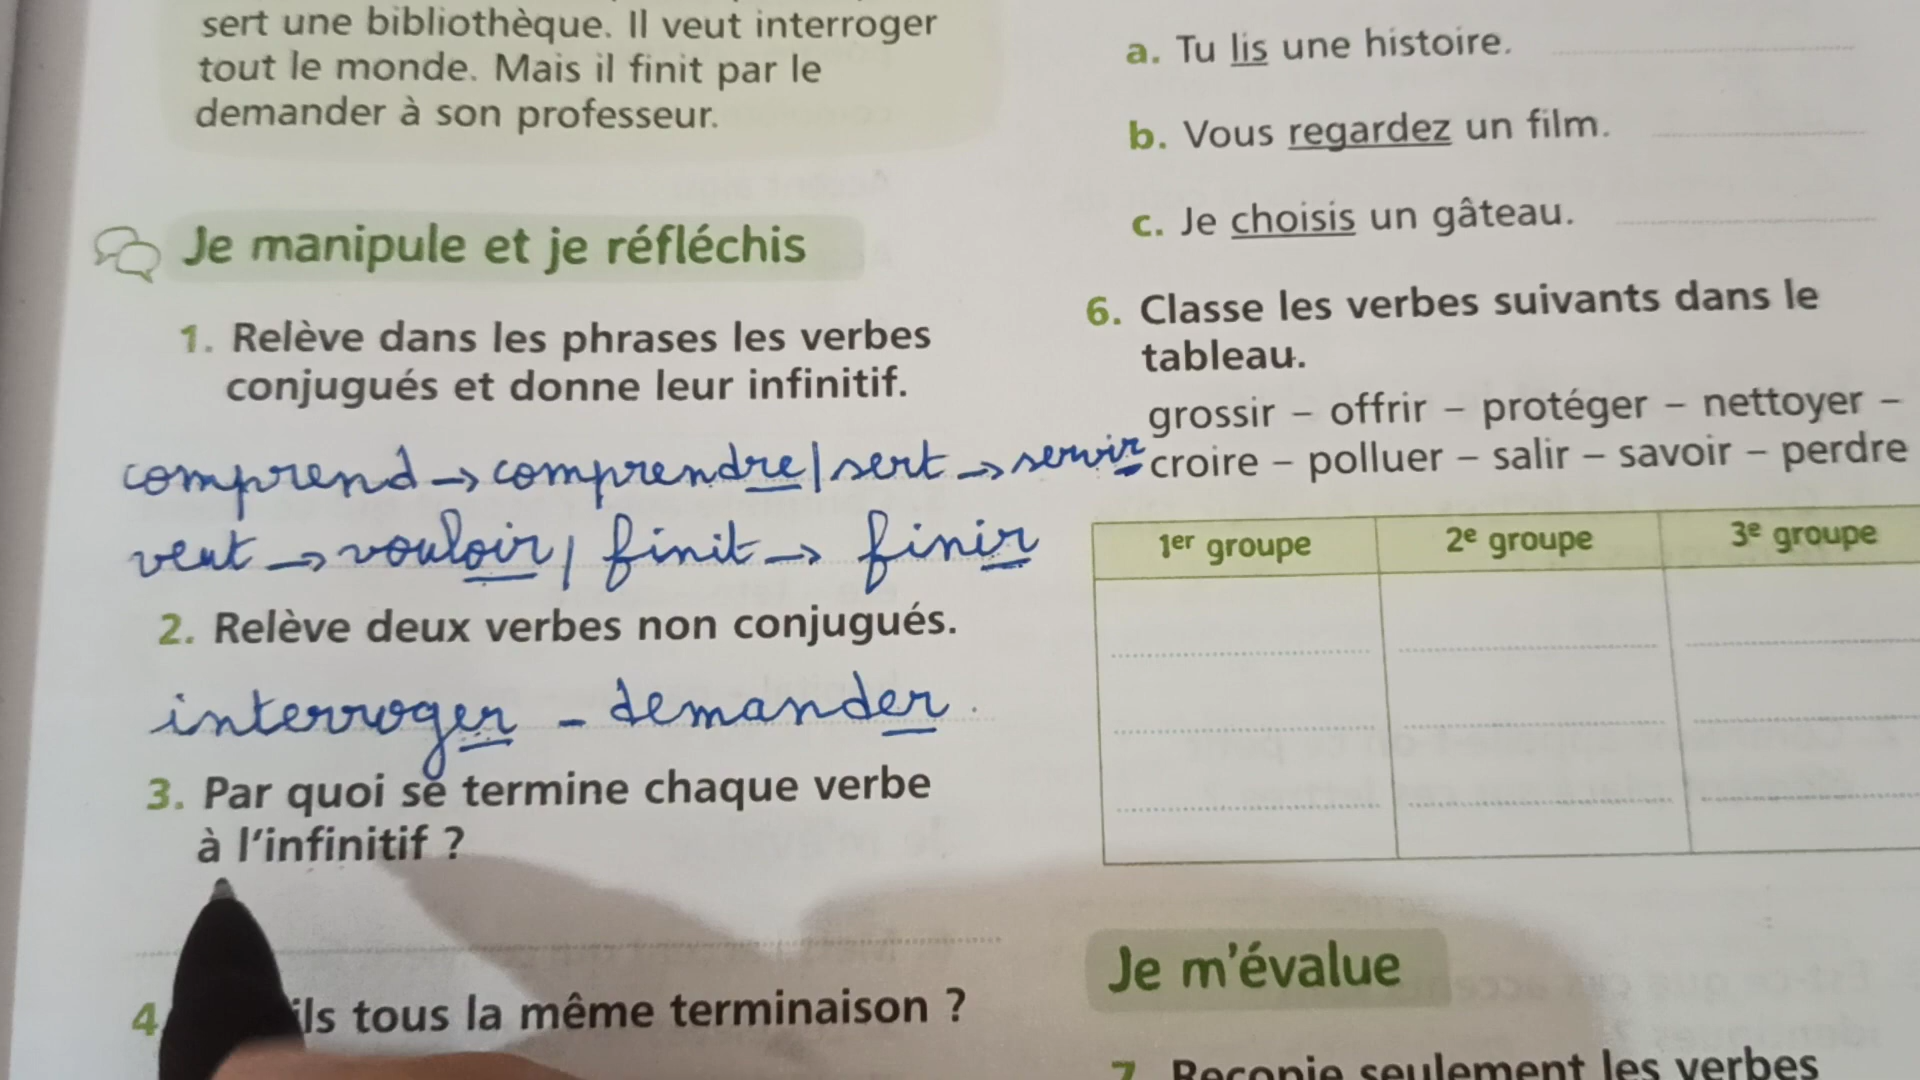 sert une bibliothèque. Il veut interroger
tout le monde. Mais il finit par le
demander à son professeur.
Je manipule et je réfléchis
1. Relève dans les phrases les verbes
conjugués et donne leur infinitif.
comprend → comprendre | sert → servir
veut → vouloir | finit → finir
2. Relève deux verbes non conjugués.
interroger - demander.
3. Par quoi se termine chaque verbe
à l'infinitif ?
4 ils tous la même terminaison ?
a. Tu lis une histoire.
b. Vous regardez un film.
c. Je choisis un gâteau.
6. Classe les verbes suivants dans le
tableau.
grossir – offrir – protéger – nettoyer –
croire – polluer – salir – savoir – perdre
1er groupe 2e groupe 3e groupe
Je m'évalue
7 Recopie seulement les verbes